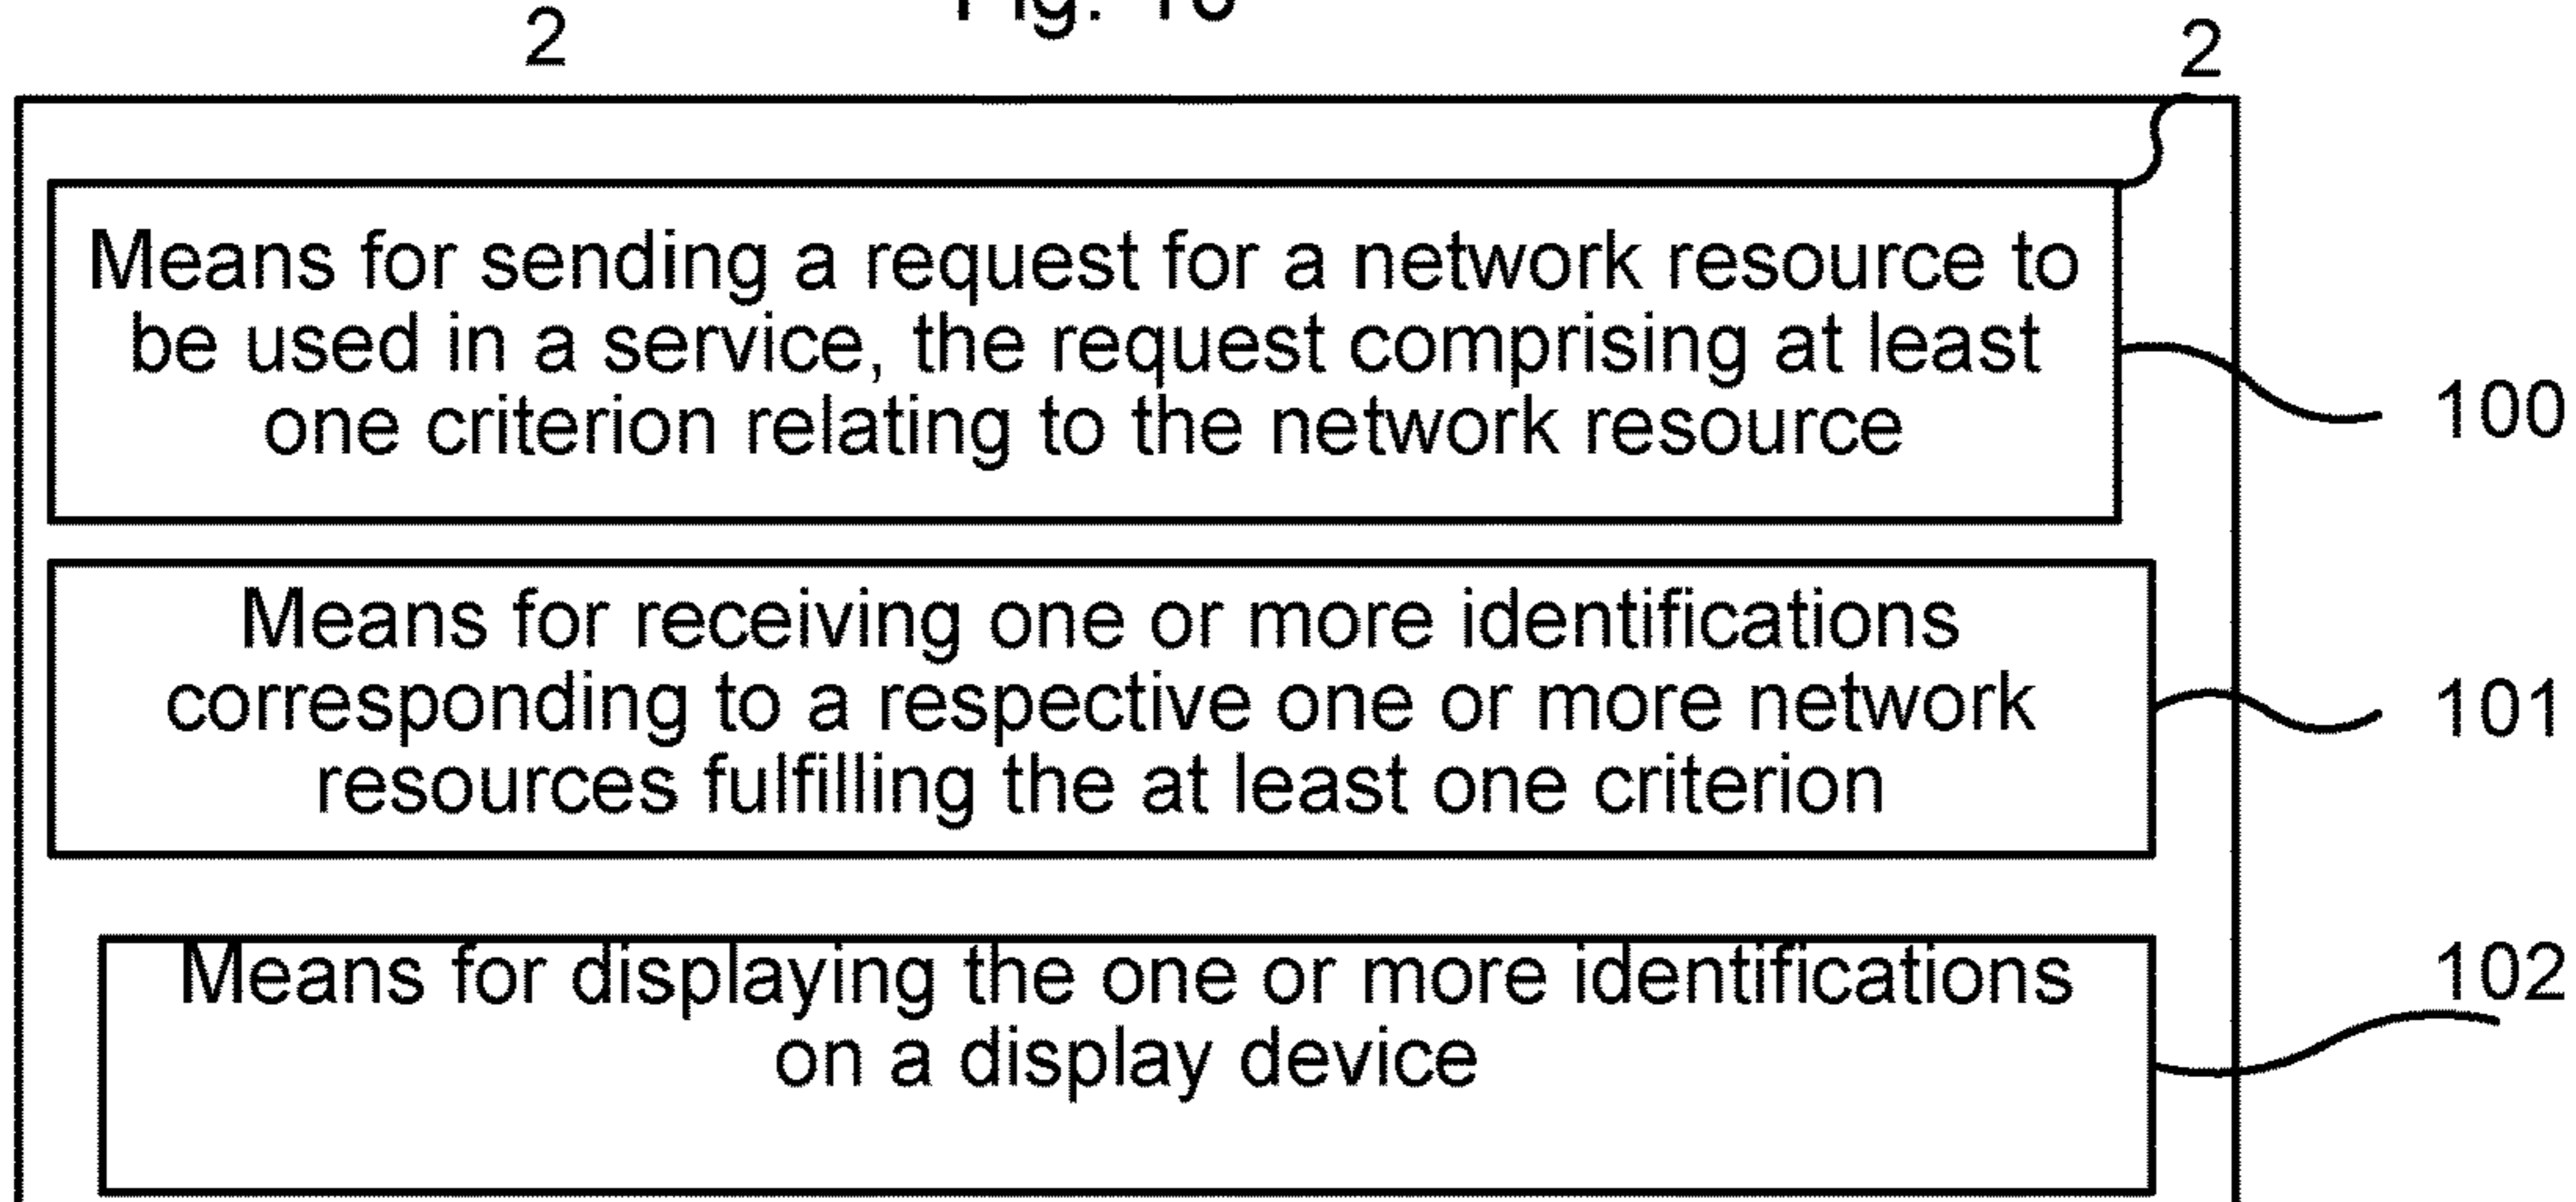 Fig.
2
2
Means for sending a request for a network resource to
be used in a service, the request comprising at least
one criterion relating to the network resource
100
Means for receiving one or more identifications
corresponding to a respective one or more network
resources fulfilling the at least one criterion
101
Means for displaying the one or more identifications
on a display device
102